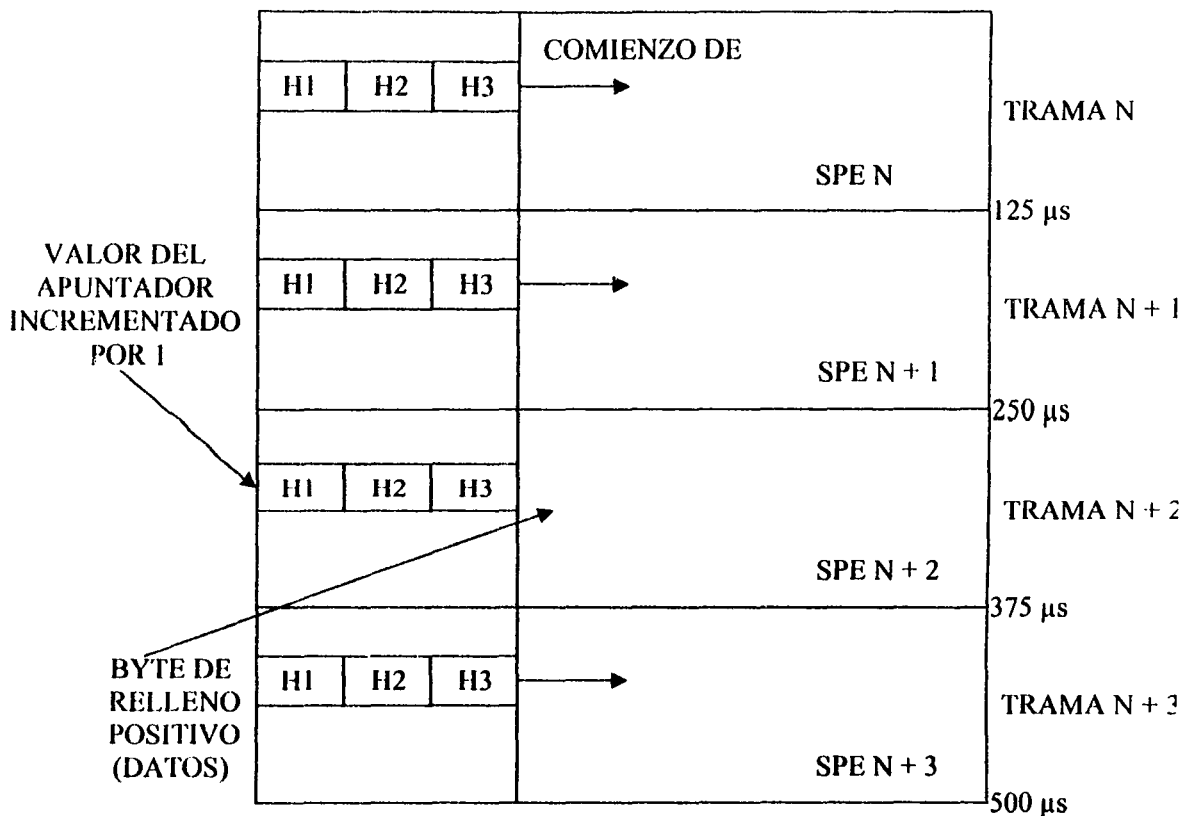 COMIENZO DE
H1 H2 H3
TRAMA N
SPE N
125 µs
VALOR DEL
APUNTADOR
INCREMENTADO
POR 1
H1 H2 H3
TRAMA N + 1
SPE N + 1
250 µs
H1 H2 H3
TRAMA N + 2
SPE N + 2
375 µs
BYTE DE
RELLENO
POSITIVO
(DATOS)
H1 H2 H3
TRAMA N + 3
SPE N + 3
500 µs